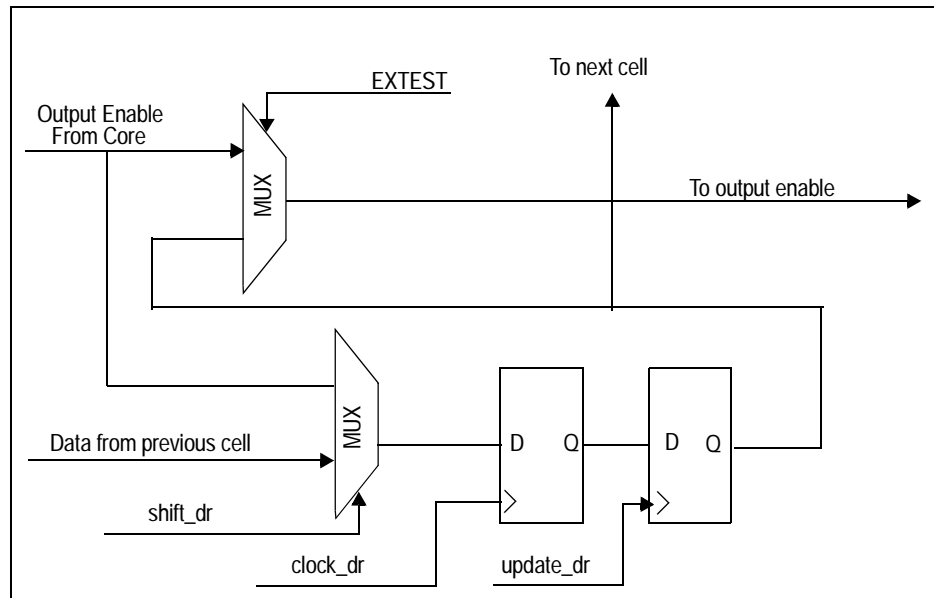 EXTEST
To next cell
Output Enable
From Core
MUX
To output enable
MUX
D Q
D Q
Data from previous cell
shift_dr
clock_dr
update_dr